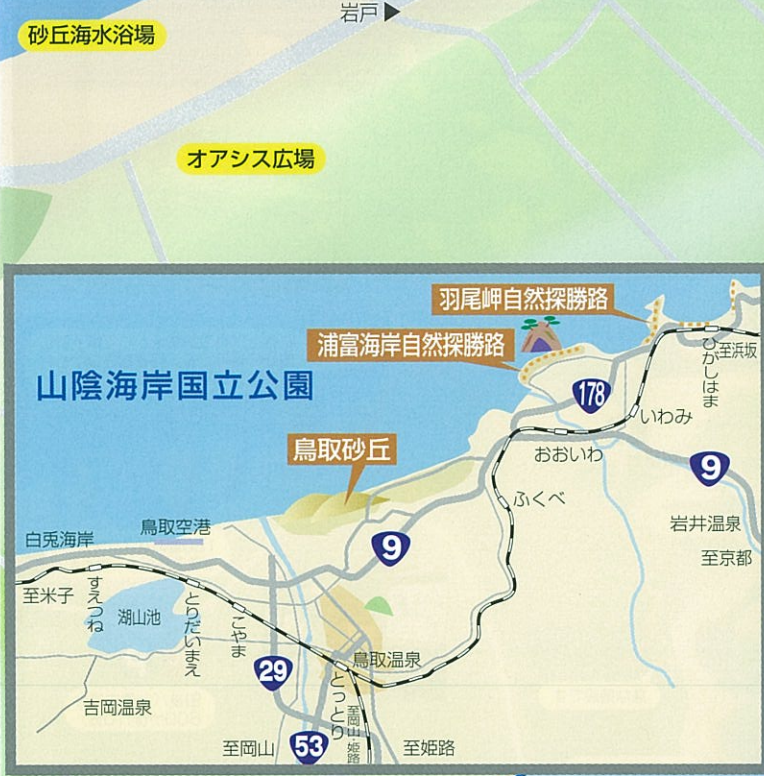 岩戸▶
砂丘海水浴場
オアシス広場
羽尾岬自然探勝路
浦富海岸自然探勝路
至浜坂
ひがしはま
山陰海岸国立公園
178
いわみ
鳥取砂丘
おおいわ
9
ふくべ
岩井温泉
鳥取空港
白兎海岸
9
至京都
至米子
すえつね
湖山池
とりだいまえ
こやま
鳥取温泉
29
とっとり
吉岡温泉
至岡山・姫路
至岡山
53
至姫路